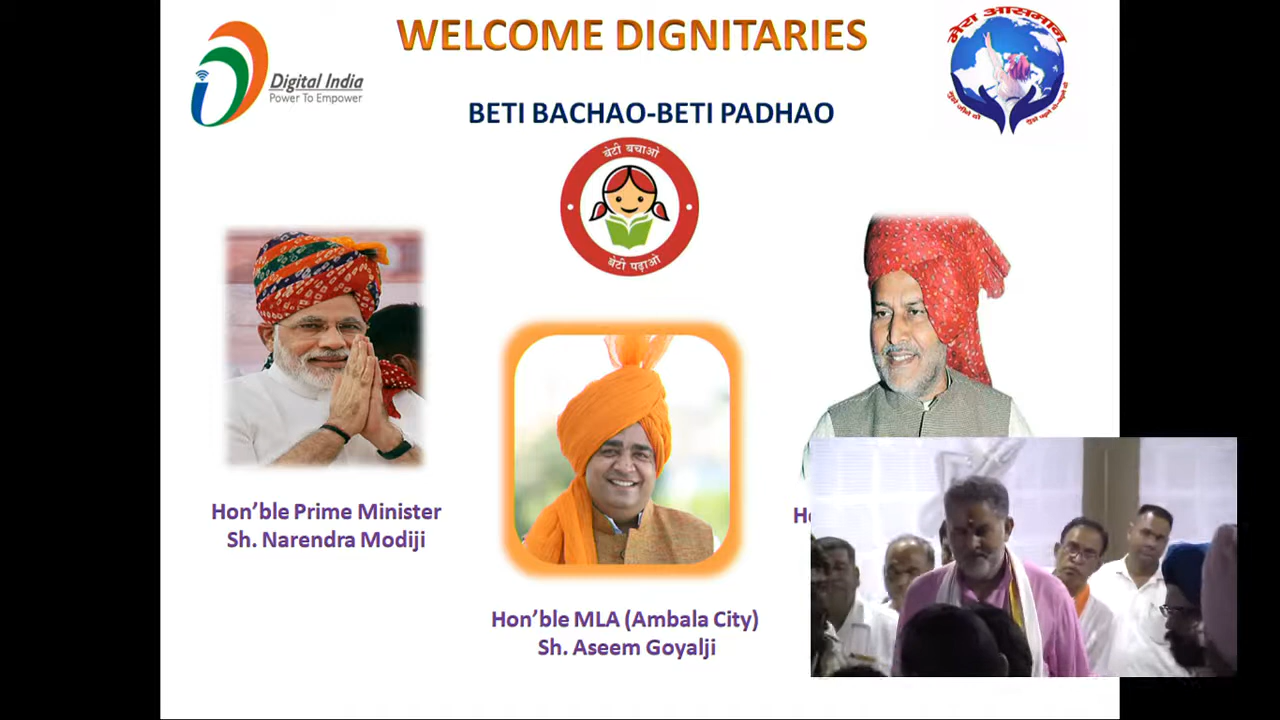 WELCOME DIGNITARIES
Digital India
Power To Empower
मेरा आसमान
BETI BACHAO-BETI PADHAO
बेटी बचाओ
बेटी पढ़ाओ
Hon'ble Prime Minister
Sh. Narendra Modiji
Hon'ble MLA (Ambala City)
Sh. Aseem Goyalji